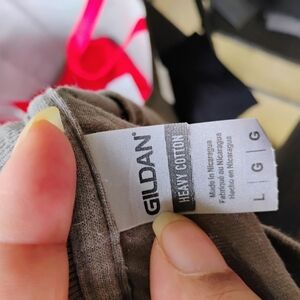 GILDAN
HEAVY COTTON
Made in Nicaragua
Fabriqué au Nicaragua
Hecho en Nicaragua
L G G